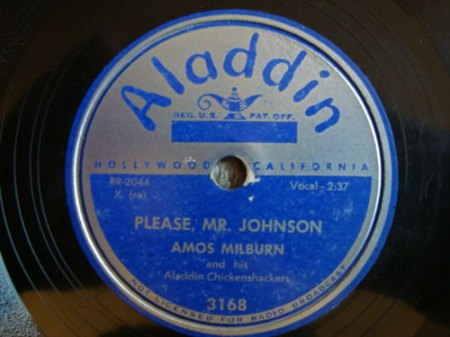 Aladdin
REG. U.S. PAT. OFF.
HOLLYWOOD CALIFORNIA
RR-2044 Vocal - 2:37
X (re)
PLEASE, MR. JOHNSON
AMOS MILBURN
and his
Aladdin Chickenshackers
3168
NOT LICENSED FOR RADIO BROADCAST